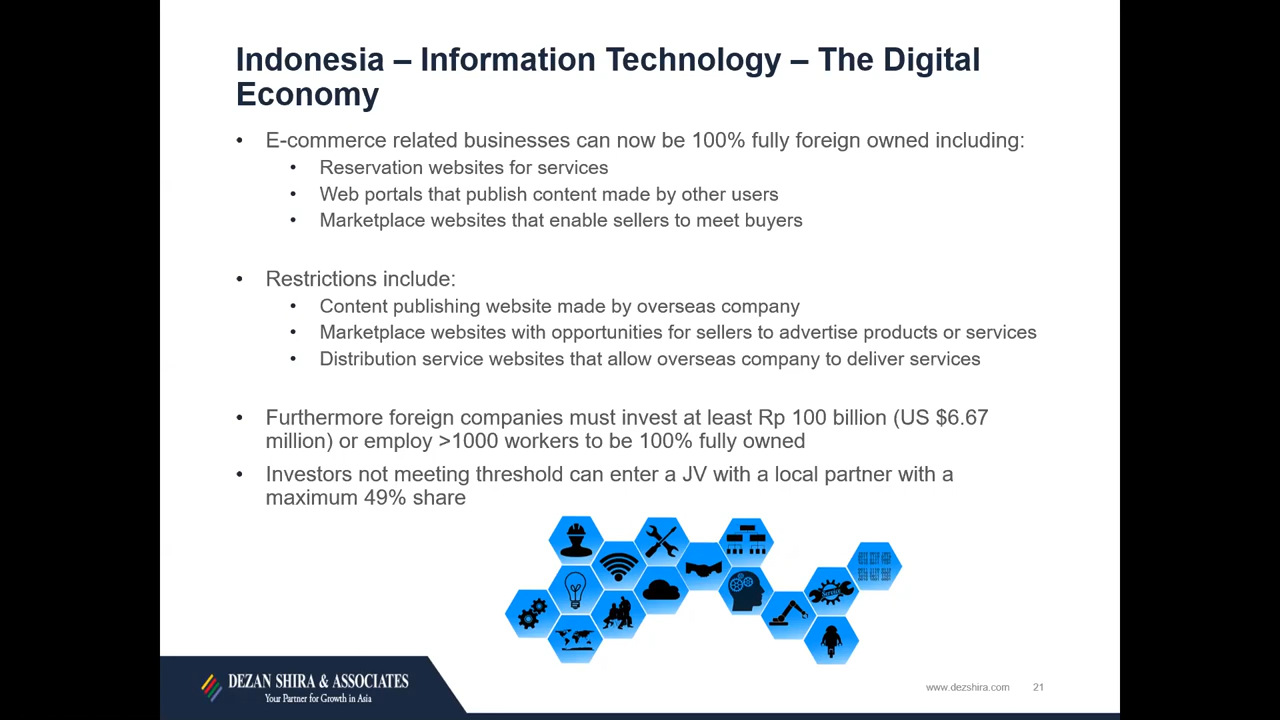 Indonesia – Information Technology – The Digital
Economy
• E-commerce related businesses can now be 100% fully foreign owned including:
• Reservation websites for services
• Web portals that publish content made by other users
• Marketplace websites that enable sellers to meet buyers
• Restrictions include:
• Content publishing website made by overseas company
• Marketplace websites with opportunities for sellers to advertise products or services
• Distribution service websites that allow overseas company to deliver services
• Furthermore foreign companies must invest at least Rp 100 billion (US $6.67
million) or employ >1000 workers to be 100% fully owned
• Investors not meeting threshold can enter a JV with a local partner with a
maximum 49% share
DEZAN SHIRA & ASSOCIATES
Your Partner for Growth in Asia
www.dezshira.com
21